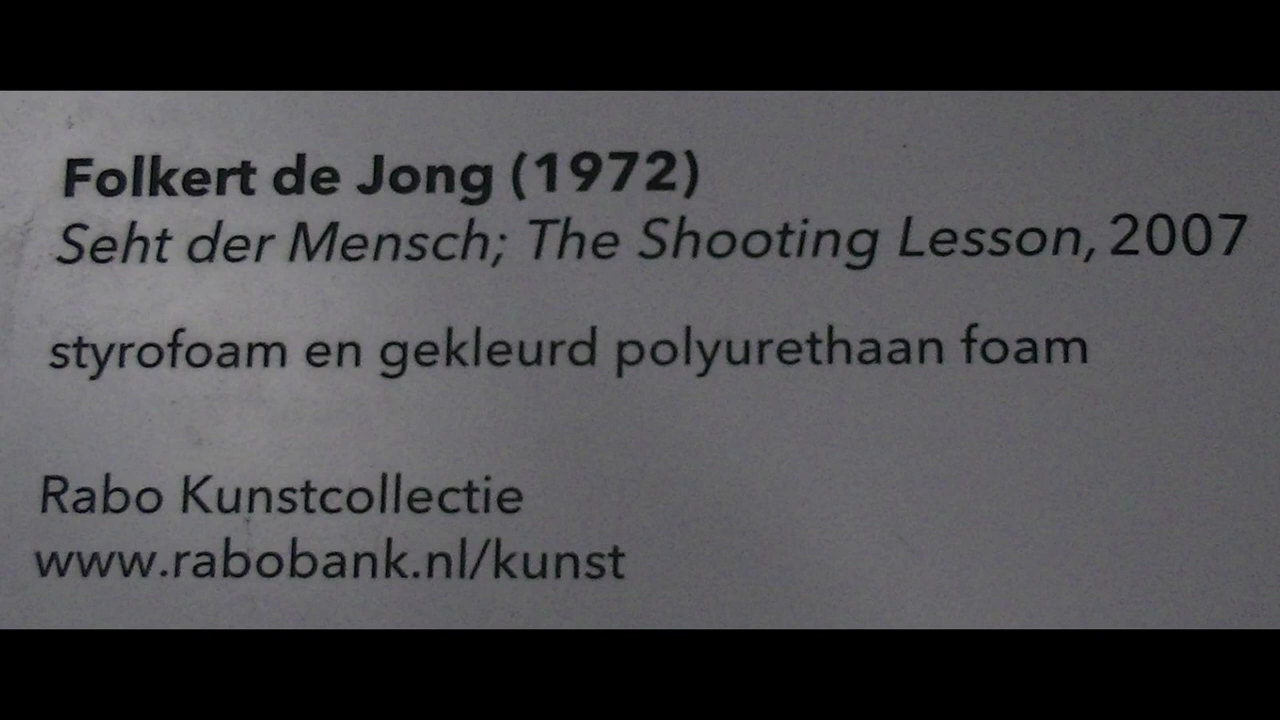 Folkert de Jong (1972)
Seht der Mensch; The Shooting Lesson, 2007
styrofoam en gekleurd polyurethaan foam
Rabo Kunstcollectie
www.rabobank.nl/kunst